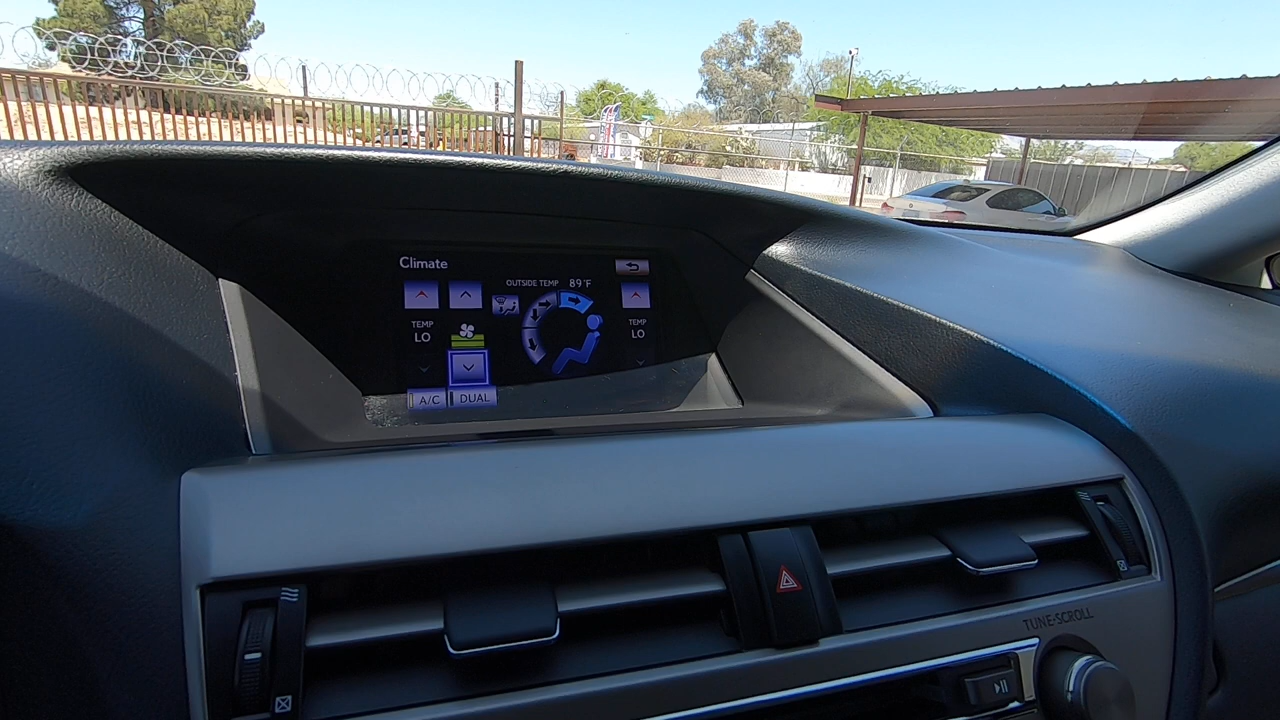 Climate
OUTSIDE TEMP 89°F
TEMP
LO
TEMP
LO
A/C
DUAL
TUNE•SCROLL